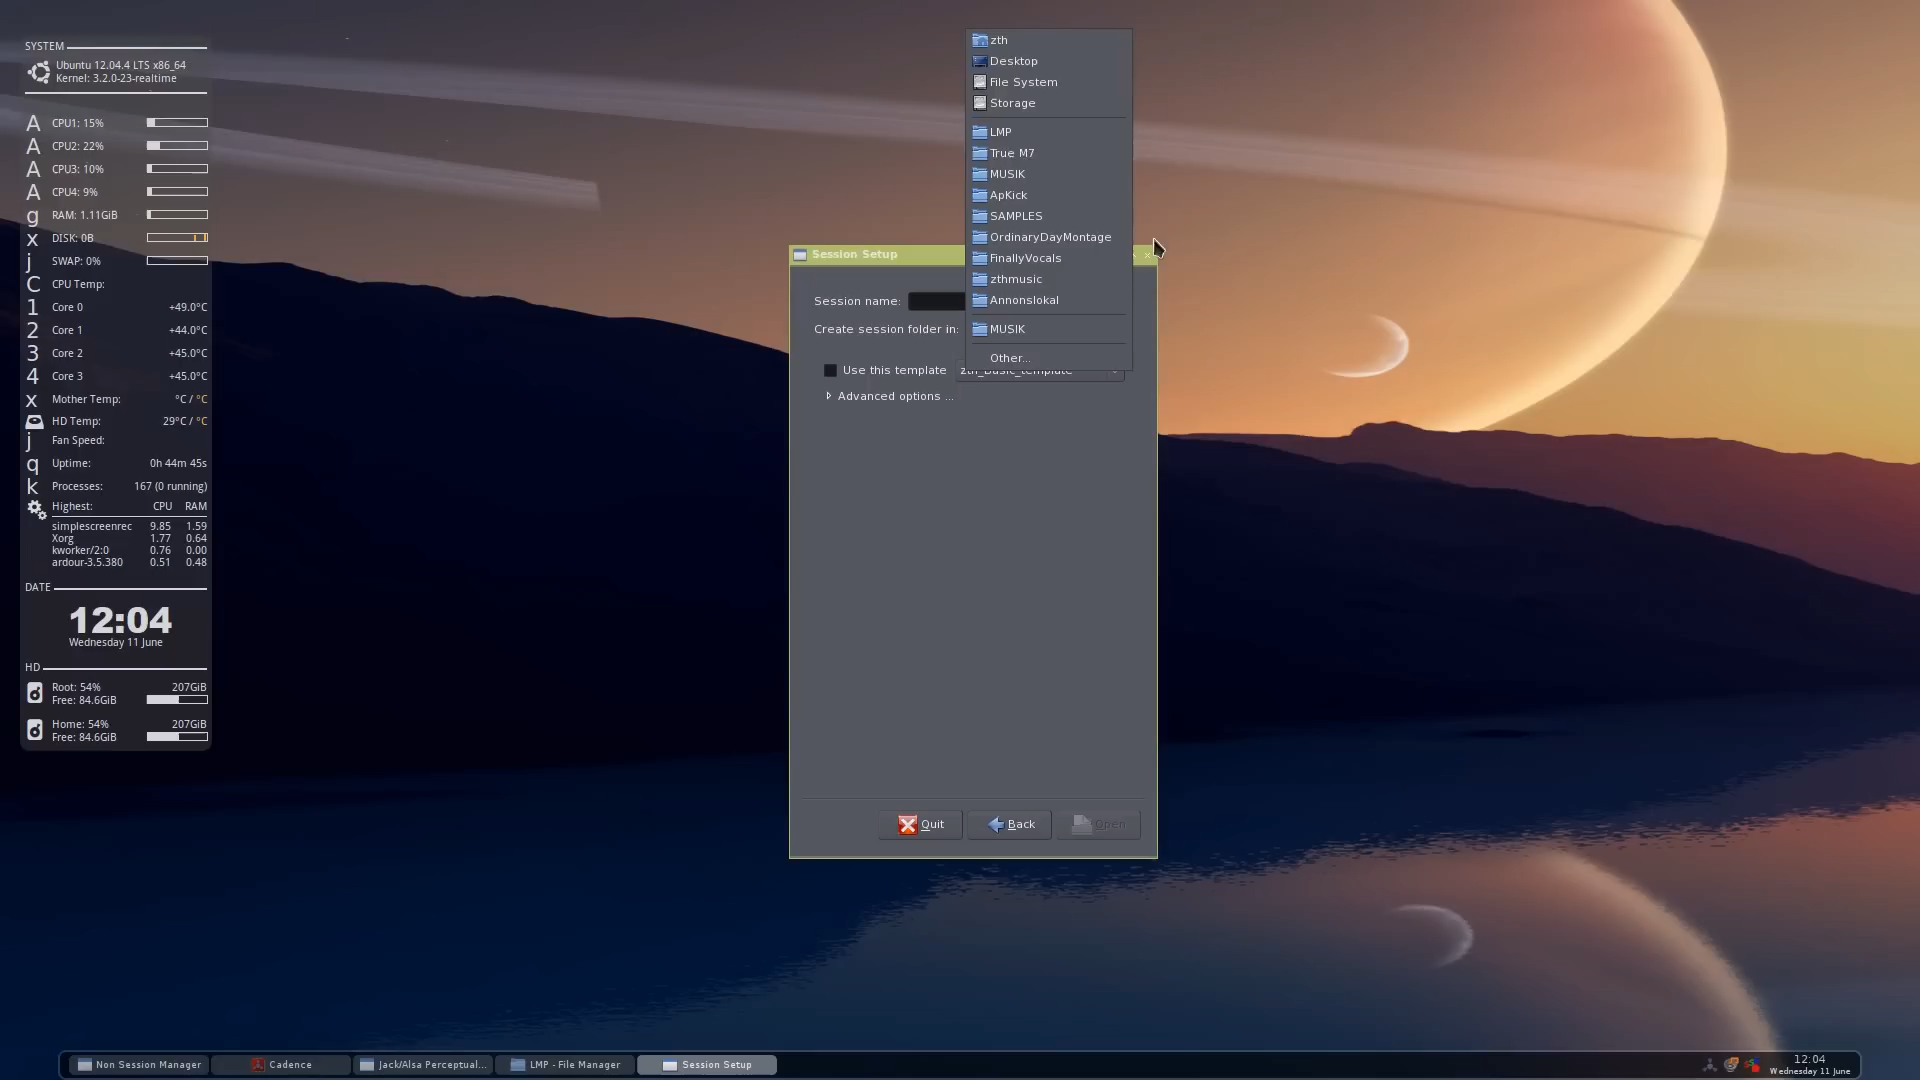 SYSTEM
Ubuntu 12.04.4 LTS x86_64
Kernel: 3.2.0-23-realtime
A CPU1: 15%
A CPU2: 22%
A CPU3: 10%
A CPU4: 9%
g RAM: 1.11GiB
x DISK: 0B
j SWAP: 0%
C CPU Temp:
1 Core 0 +49.0°C
2 Core 1 +44.0°C
3 Core 2 +45.0°C
4 Core 3 +45.0°C
x Mother Temp: °C / °C
HD Temp: 29°C / °C
j Fan Speed:
q Uptime: 0h 44m 45s
k Processes: 167 (0 running)
Highest: CPU RAM
simplescreenrec 9.85 1.59
Xorg 1.77 0.64
kworker/2:0 0.76 0.00
ardour-3.5.380 0.51 0.48
DATE
12:04
Wednesday 11 June
HD
Root: 54% 207GiB
Free: 84.6GiB
Home: 54% 207GiB
Free: 84.6GiB
zth
Desktop
File System
Storage
LMP
True M7
MUSIK
ApKick
SAMPLES
OrdinaryDayMontage
FinallyVocals
zthmusic
Annonslokal
MUSIK
Other...
Session Setup
Session name:
Create session folder in:
Use this template zth_Basic_template
Advanced options ...
Quit
Back
Open
Non Session Manager
Cadence
Jack/Alsa Perceptual...
LMP - File Manager
Session Setup
12:04
Wednesday 11 June